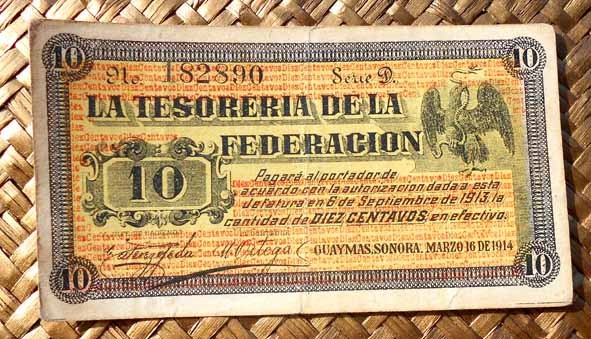 10 10
No. 182890 Serie D.
LA TESORERIA DE LA
FEDERACION
10
Pagará al portador de
acuerdo con la autorizacion dada a esta
Jefatura en 6 de Septiembre de 1913, la
cantidad de DIEZ CENTAVOS, en efectivo.
M. Ortega
GUAYMAS, SONORA, MARZO 16 DE 1914
10 10